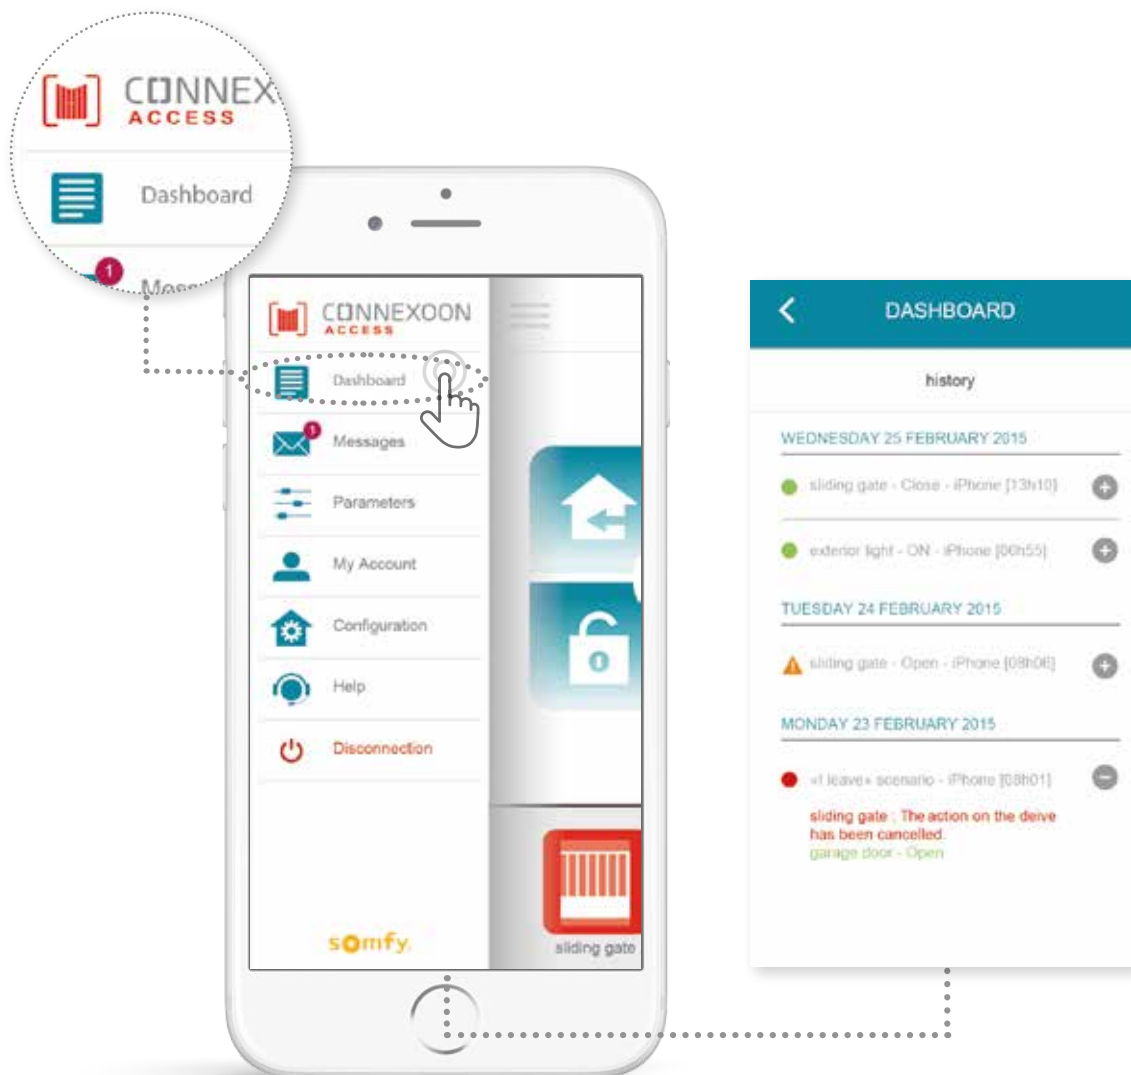 CONNEX
ACCESS
Dashboard
1
CONNEXOON
ACCESS
Dashboard
1
Messages
Parameters
My Account
Configuration
Help
Disconnection
somfy.
sliding gate
DASHBOARD
history
WEDNESDAY 25 FEBRUARY 2015
sliding gate - Close - iPhone [13h10]
exterior light - ON - iPhone [00h55]
TUESDAY 24 FEBRUARY 2015
sliding gate - Open - iPhone [08h06]
MONDAY 23 FEBRUARY 2015
«I leave» scenario - iPhone [08h01]
sliding gate : The action on the deive
has been cancelled.
garage door - Open